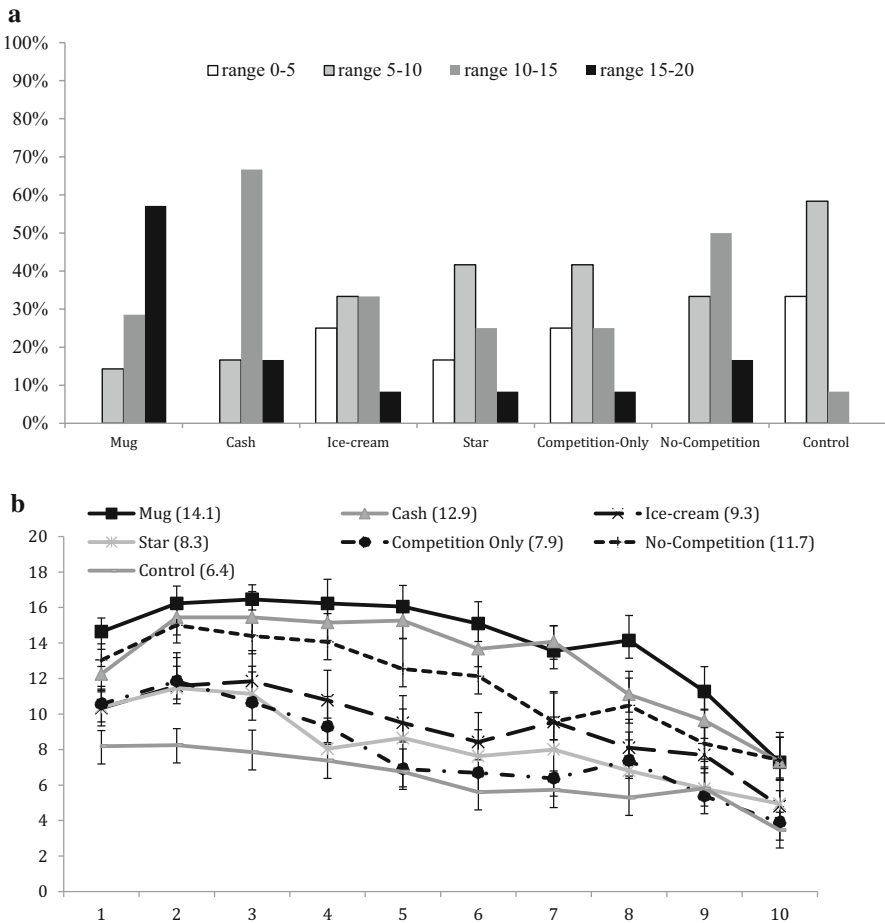 a
100%
range 0-5 range 5-10 range 10-15 range 15-20
90%
80%
70%
60%
50%
40%
30%
20%
10%
0%
Mug Cash Ice-cream Star Competition-Only No-Competition Control
b
Mug (14.1) Cash (12.9) Ice-cream (9.3)
Star (8.3) Competition Only (7.9) No-Competition (11.7)
Control (6.4)
20
18
16
14
12
10
8
6
4
2
0
1 2 3 4 5 6 7 8 9 10